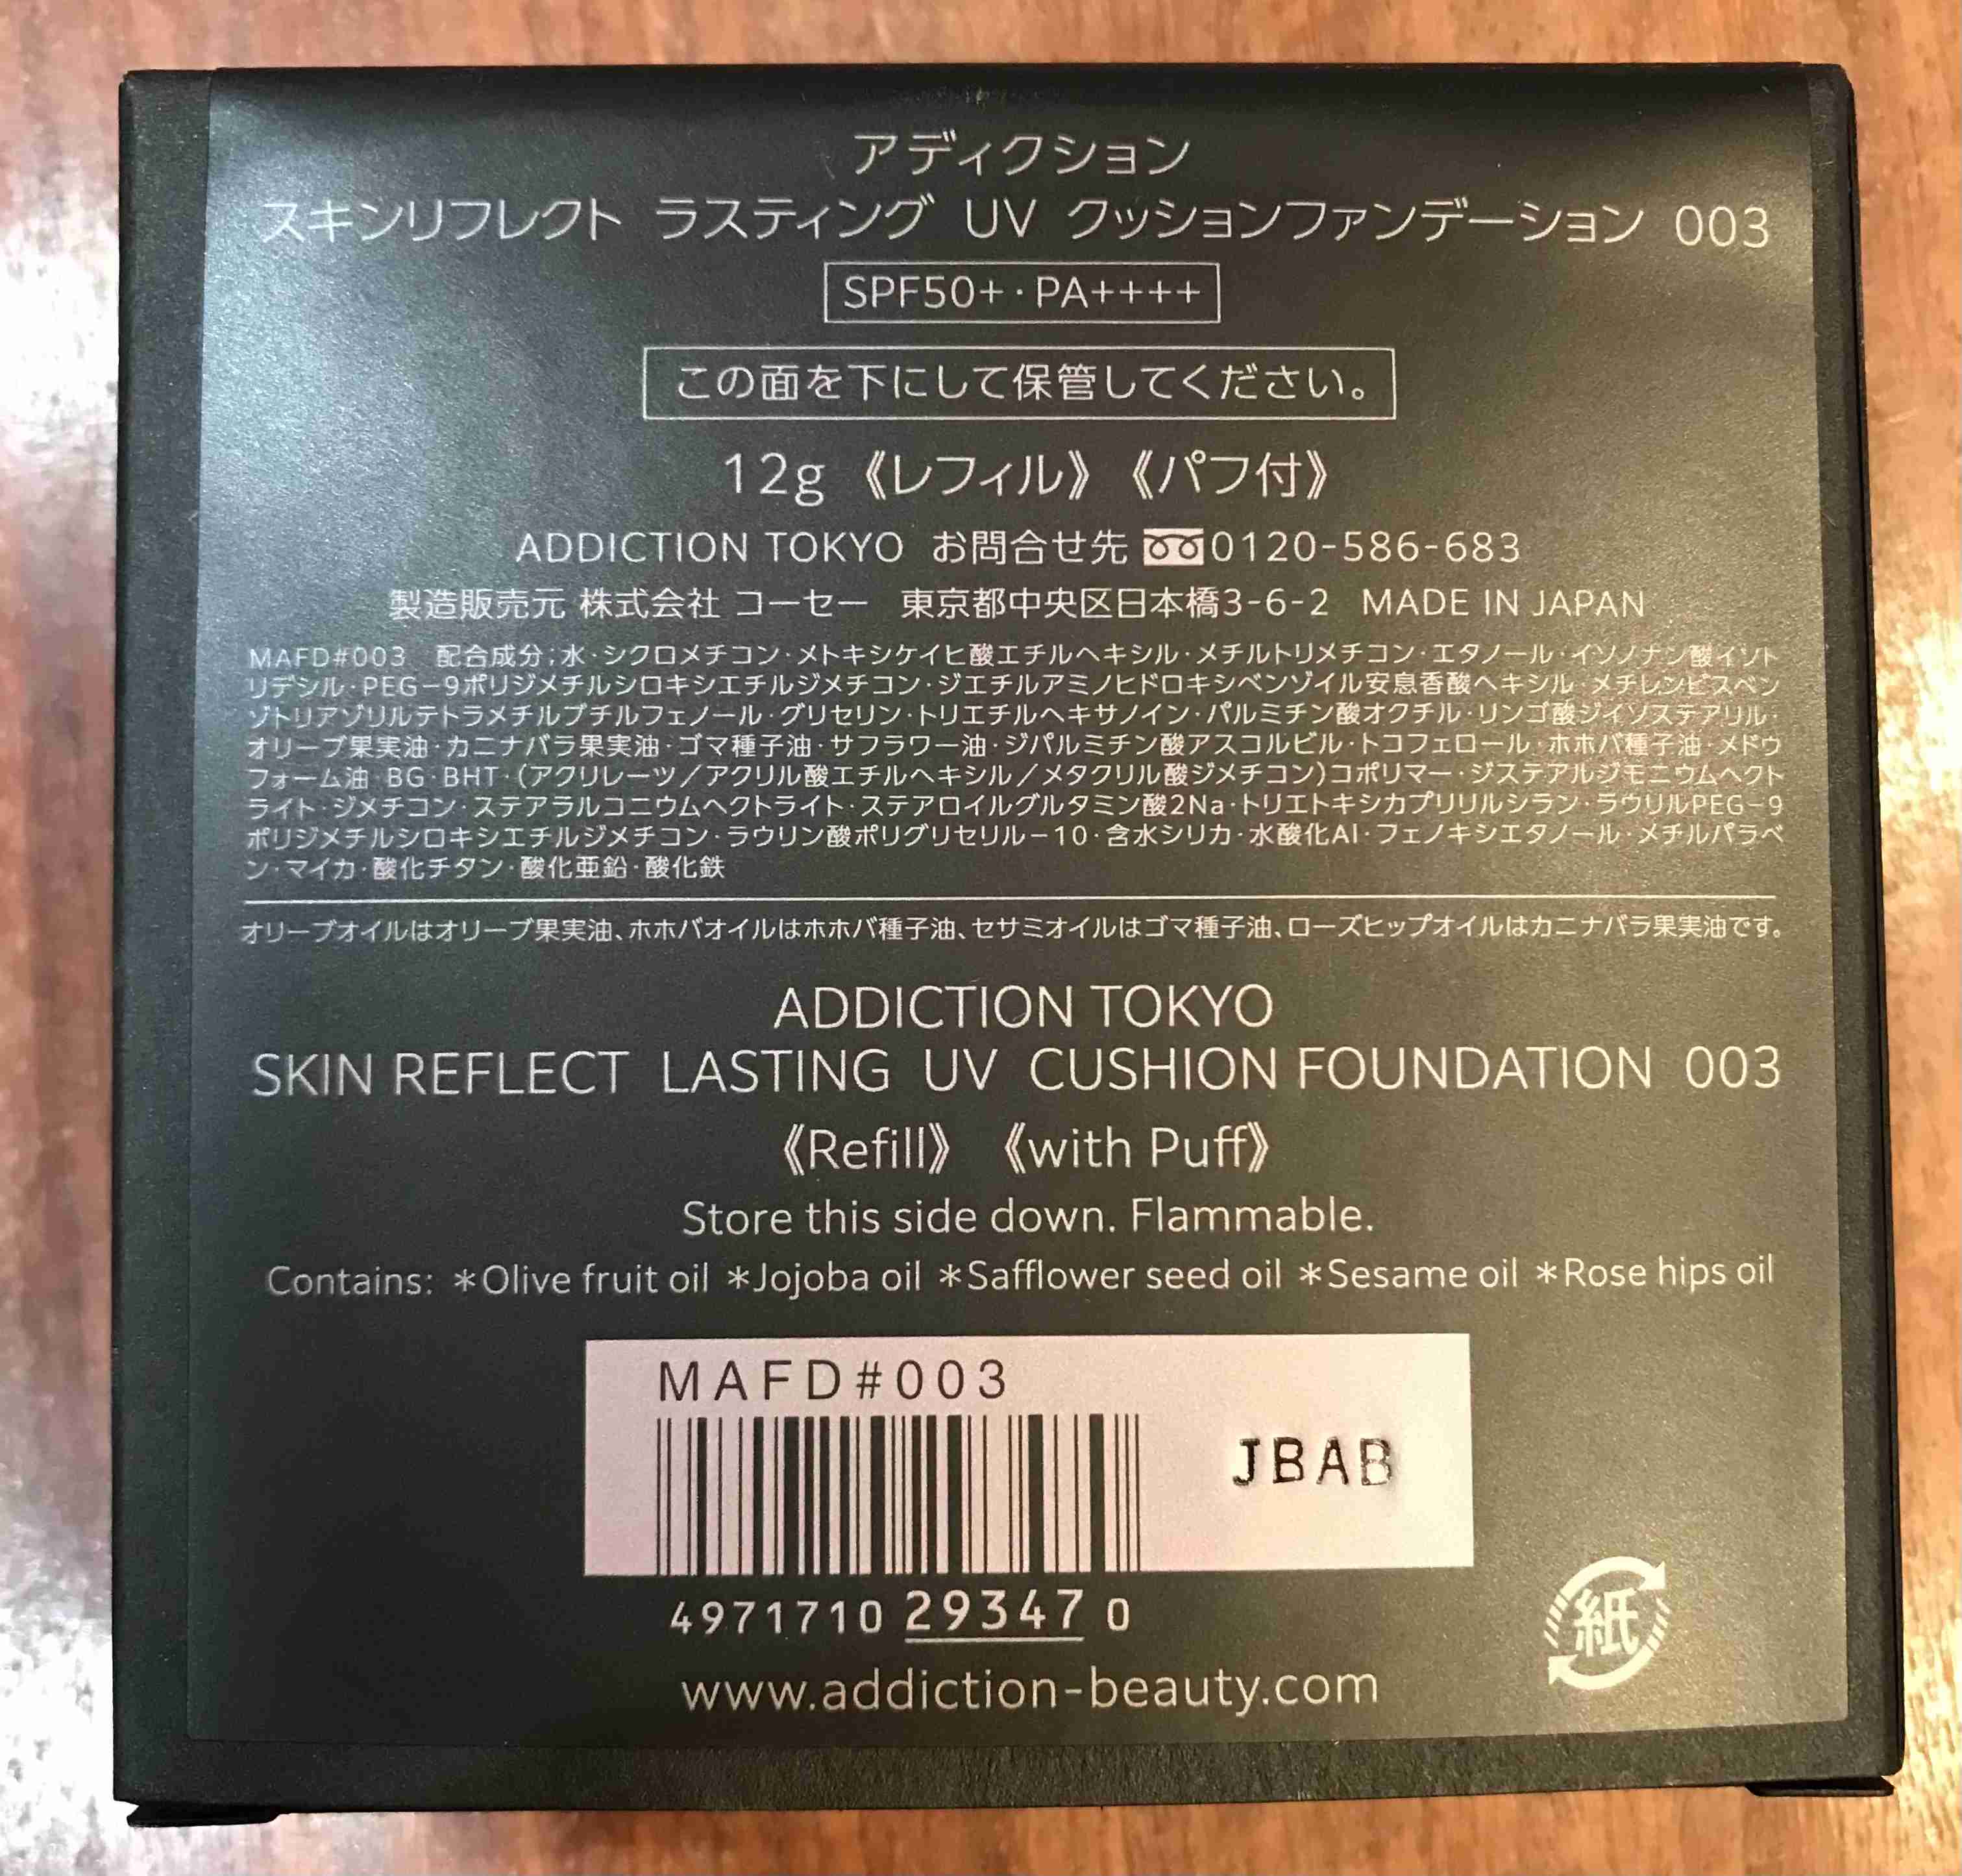 アディクション
スキンリフレクト ラスティング UV クッションファンデーション 003
SPF50+・PA++++
この面を下にして保管してください。
12g 《レフィル》 《パフ付》
ADDICTION TOKYO お問合せ先 0120-586-683
製造販売元 株式会社 コーセー 東京都中央区日本橋3-6-2 MADE IN JAPAN
MAFD#003 配合成分;水・シクロメチコン・メトキシケイヒ酸エチルヘキシル・メチルトリメチコン・エタノール・イソノナン酸イソト
リデシル・PEG-9ポリジメチルシロキシエチルジメチコン・ジエチルアミノヒドロキシベンゾイル安息香酸ヘキシル・メチレンビスベン
ゾトリアゾリルテトラメチルブチルフェノール・グリセリン・トリエチルヘキサノイン・パルミチン酸オクチル・リンゴ酸ジイソステアリル・
オリーブ果実油・カニナバラ果実油・ゴマ種子油・サフラワー油・ジパルミチン酸アスコルビル・トコフェロール・ホホバ種子油・メドウ
フォーム油・BG・BHT・(アクリレーツ/アクリル酸エチルヘキシル/メタクリル酸ジメチコン)コポリマー・ジステアルジモニウムヘクト
ライト・ジメチコン・ステアラルコニウムヘクトライト・ステアロイルグルタミン酸2Na・トリエトキシカプリリルシラン・ラウリルPEG-9
ポリジメチルシロキシエチルジメチコン・ラウリン酸ポリグリセリル-10・含水シリカ・水酸化Al・フェノキシエタノール・メチルパラベ
ン・マイカ・酸化チタン・酸化亜鉛・酸化鉄
オリーブオイルはオリーブ果実油、ホホバオイルはホホバ種子油、セサミオイルはゴマ種子油、ローズヒップオイルはカニナバラ果実油です。
ADDICTION TOKYO
SKIN REFLECT LASTING UV CUSHION FOUNDATION 003
《Refill》 《with Puff》
Store this side down. Flammable.
Contains: *Olive fruit oil *Jojoba oil *Safflower seed oil *Sesame oil *Rose hips oil
MAFD#003
JBAB
4971710 29347 0
紙
www.addiction-beauty.com